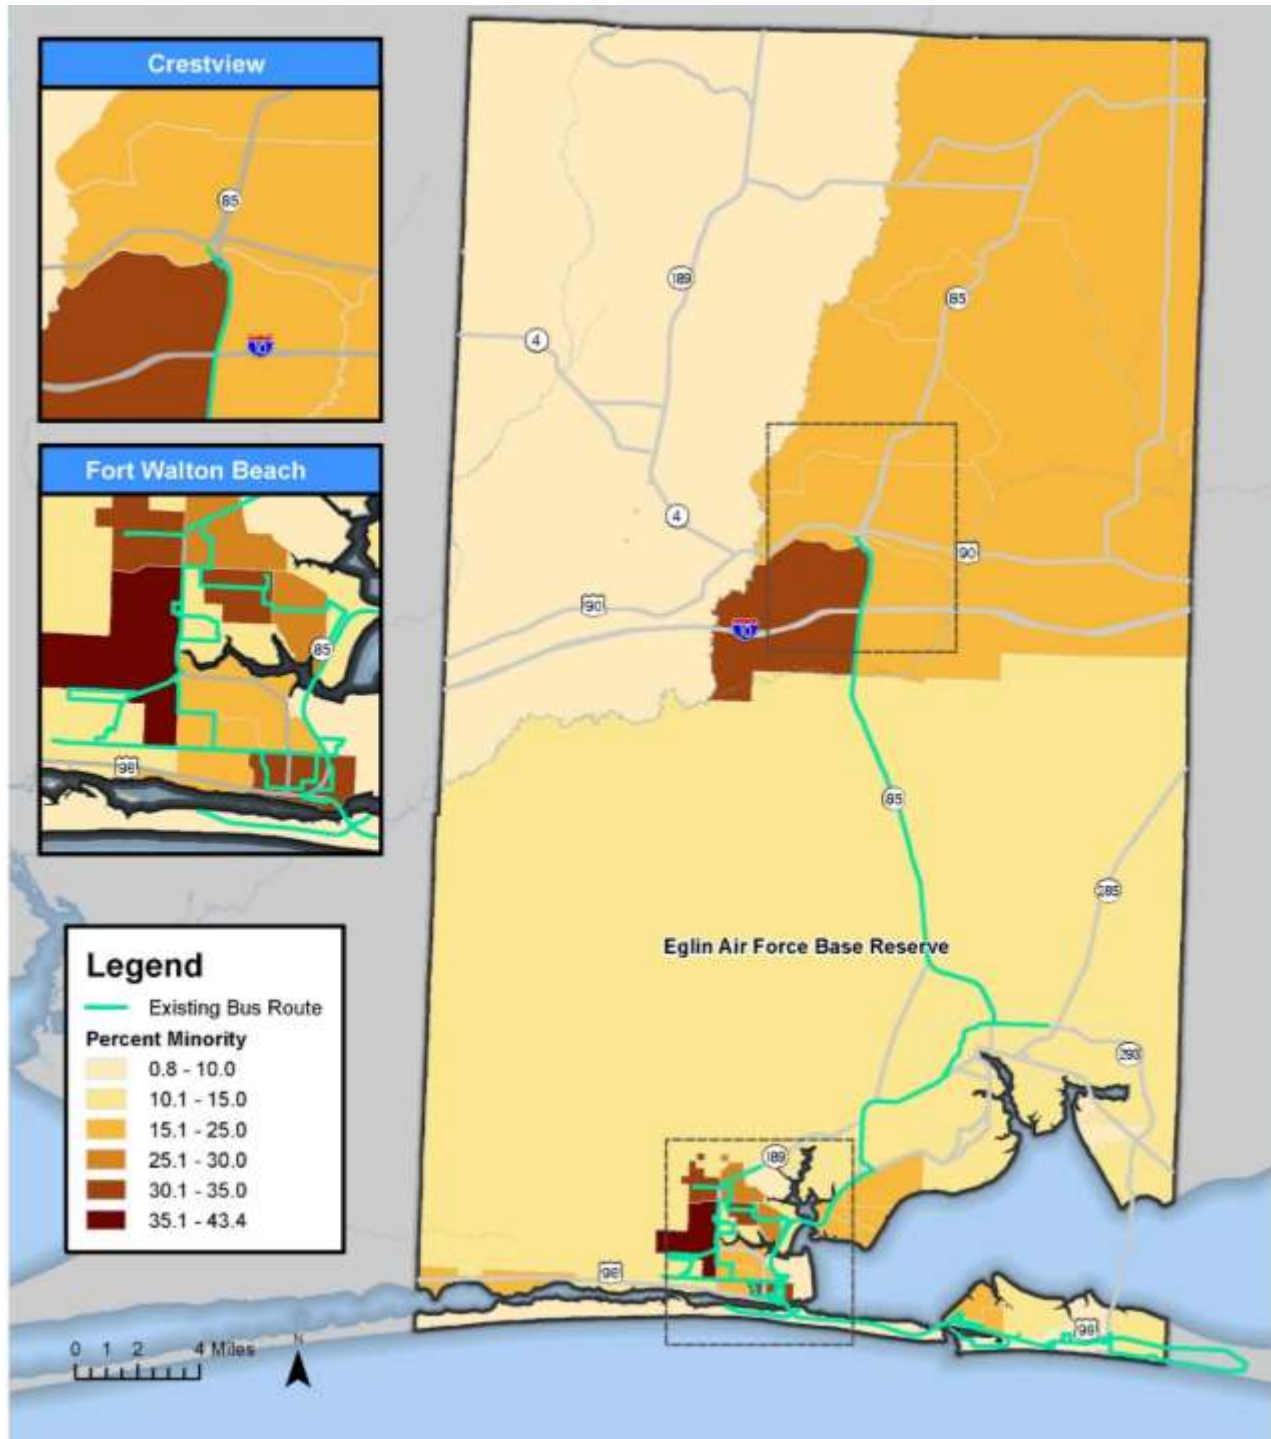 Crestview
85
10
Fort Walton Beach
85
98
189
85
4
4
90
90
10
85
285
Eglin Air Force Base Reserve
293
189
98
98
Legend
Existing Bus Route
Percent Minority
0.8 - 10.0
10.1 - 15.0
15.1 - 25.0
25.1 - 30.0
30.1 - 35.0
35.1 - 43.4
0 1 2 4 Miles
N